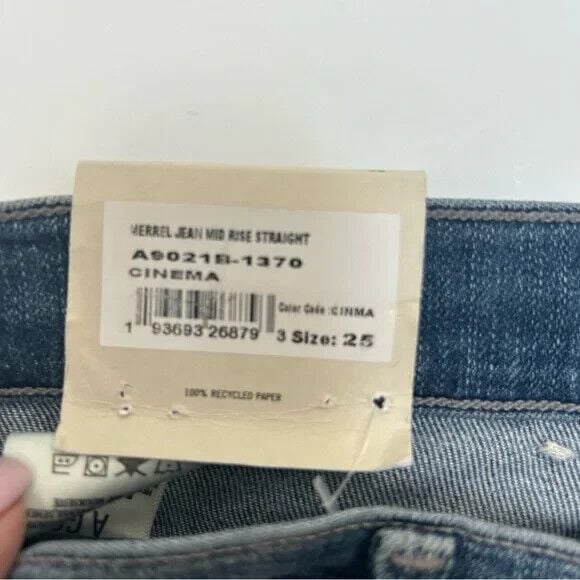 MERREL JEAN MID RISE STRAIGHT
A9021B-1370
CINEMA
Color Code :CINMA
1 93693 26879 3 Size: 25
100% RECYCLED PAPER